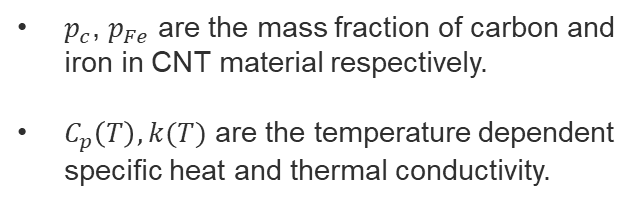 • p_c, p_Fe are the mass fraction of carbon and
iron in CNT material respectively.
• C_p(T), k(T) are the temperature dependent
specific heat and thermal conductivity.